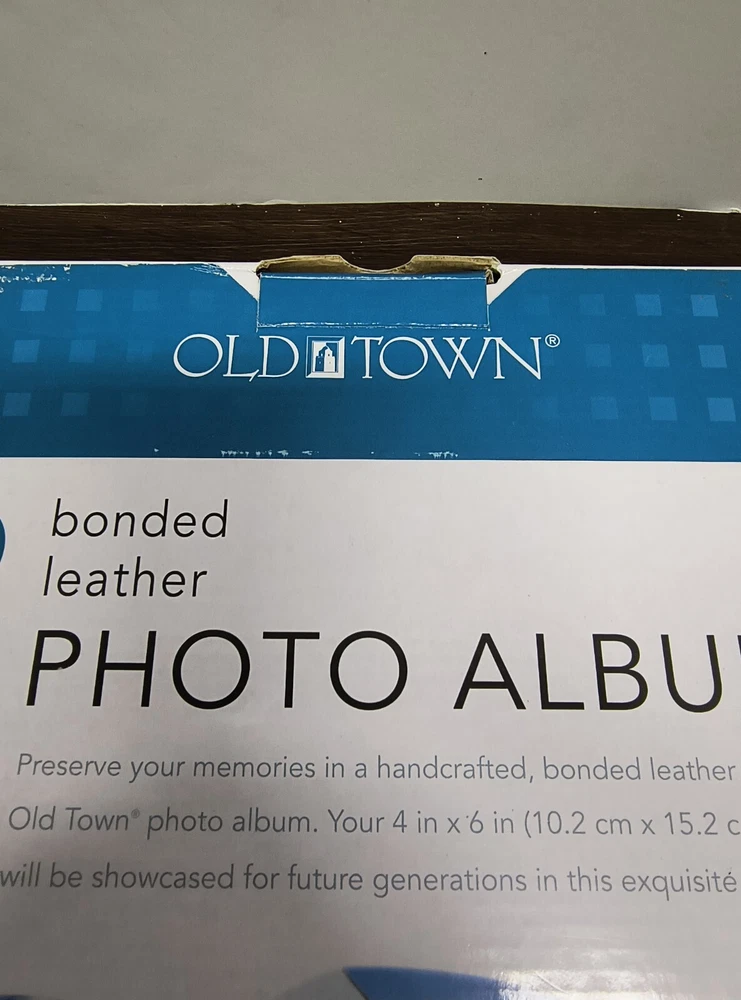 OLD TOWN®
bonded
leather
PHOTO ALBU
Preserve your memories in a handcrafted, bonded leather
Old Town® photo album. Your 4 in x 6 in (10.2 cm x 15.2 c
will be showcased for future generations in this exquisite